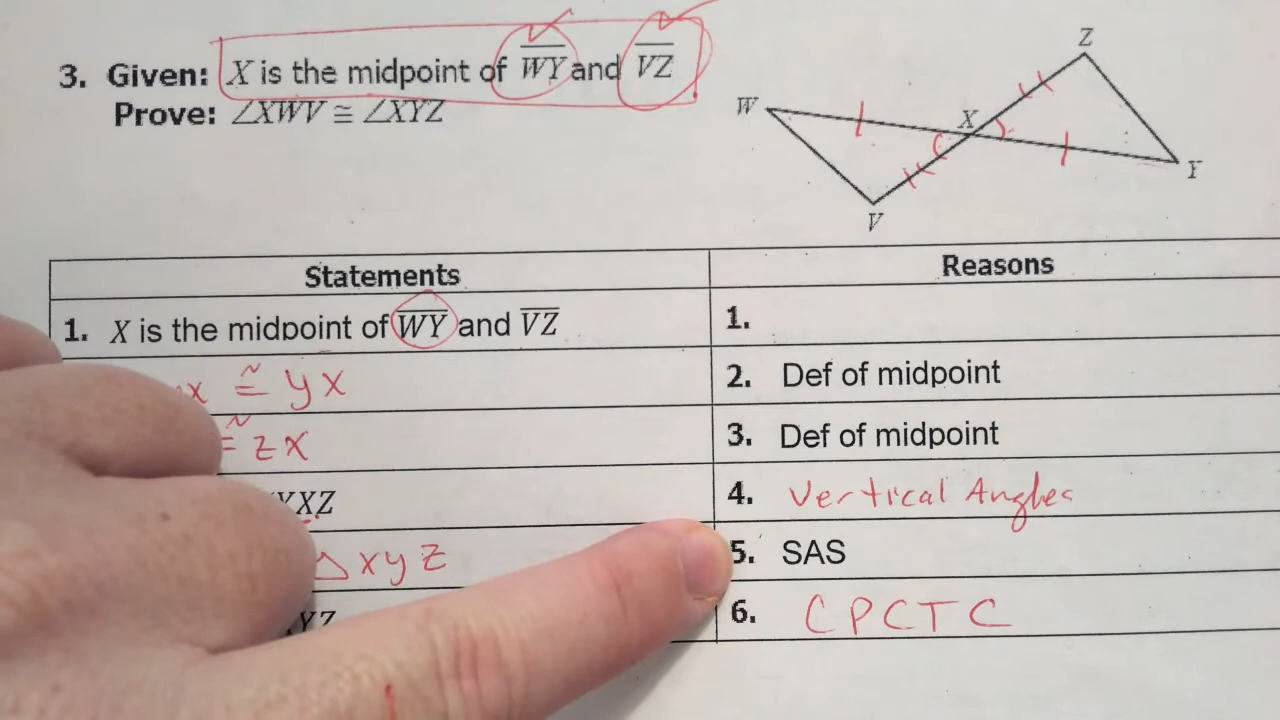 3. Given: X is the midpoint of WY and VZ
Prove: ∠XWV ≅ ∠XYZ
Z
W
X
Y
V
Statements
Reasons
1. X is the midpoint of WY and VZ
1.
x ≅ yx
2. Def of midpoint
≅ zx
3. Def of midpoint
YXZ
4. Vertical Angles
△xyz
5. SAS
YZ
6. CPCTC